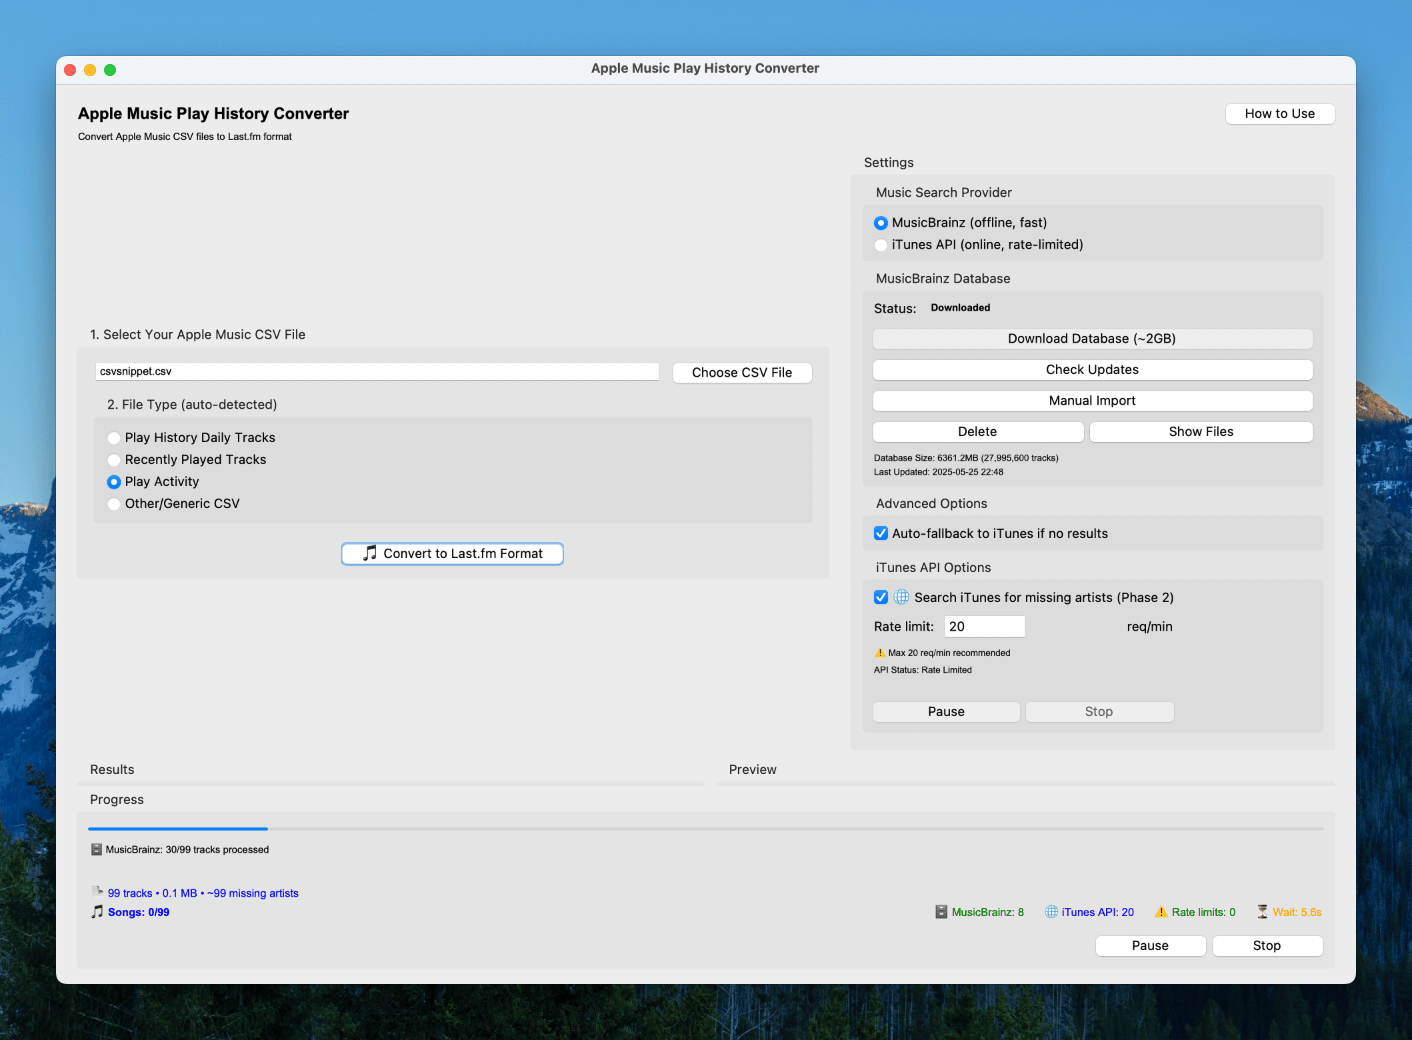 Apple Music Play History Converter
Apple Music Play History Converter
How to Use
Convert Apple Music CSV files to Last.fm format
1. Select Your Apple Music CSV File
csvsnippet.csv
Choose CSV File
2. File Type (auto-detected)
Play History Daily Tracks
Recently Played Tracks
Play Activity
Other/Generic CSV
Convert to Last.fm Format
Settings
Music Search Provider
MusicBrainz (offline, fast)
iTunes API (online, rate-limited)
MusicBrainz Database
Status: Downloaded
Download Database (~2GB)
Check Updates
Manual Import
Delete
Show Files
Database Size: 6361.2MB (27,995,600 tracks)
Last Updated: 2025-05-25 22:48
Advanced Options
Auto-fallback to iTunes if no results
iTunes API Options
Search iTunes for missing artists (Phase 2)
Rate limit: 20 req/min
Max 20 req/min recommended
API Status: Rate Limited
Pause
Stop
Results
Preview
Progress
MusicBrainz: 30/99 tracks processed
99 tracks • 0.1 MB • ~99 missing artists
Songs: 0/99
MusicBrainz: 8
iTunes API: 20
Rate limits: 0
Wait: 5.6s
Pause
Stop